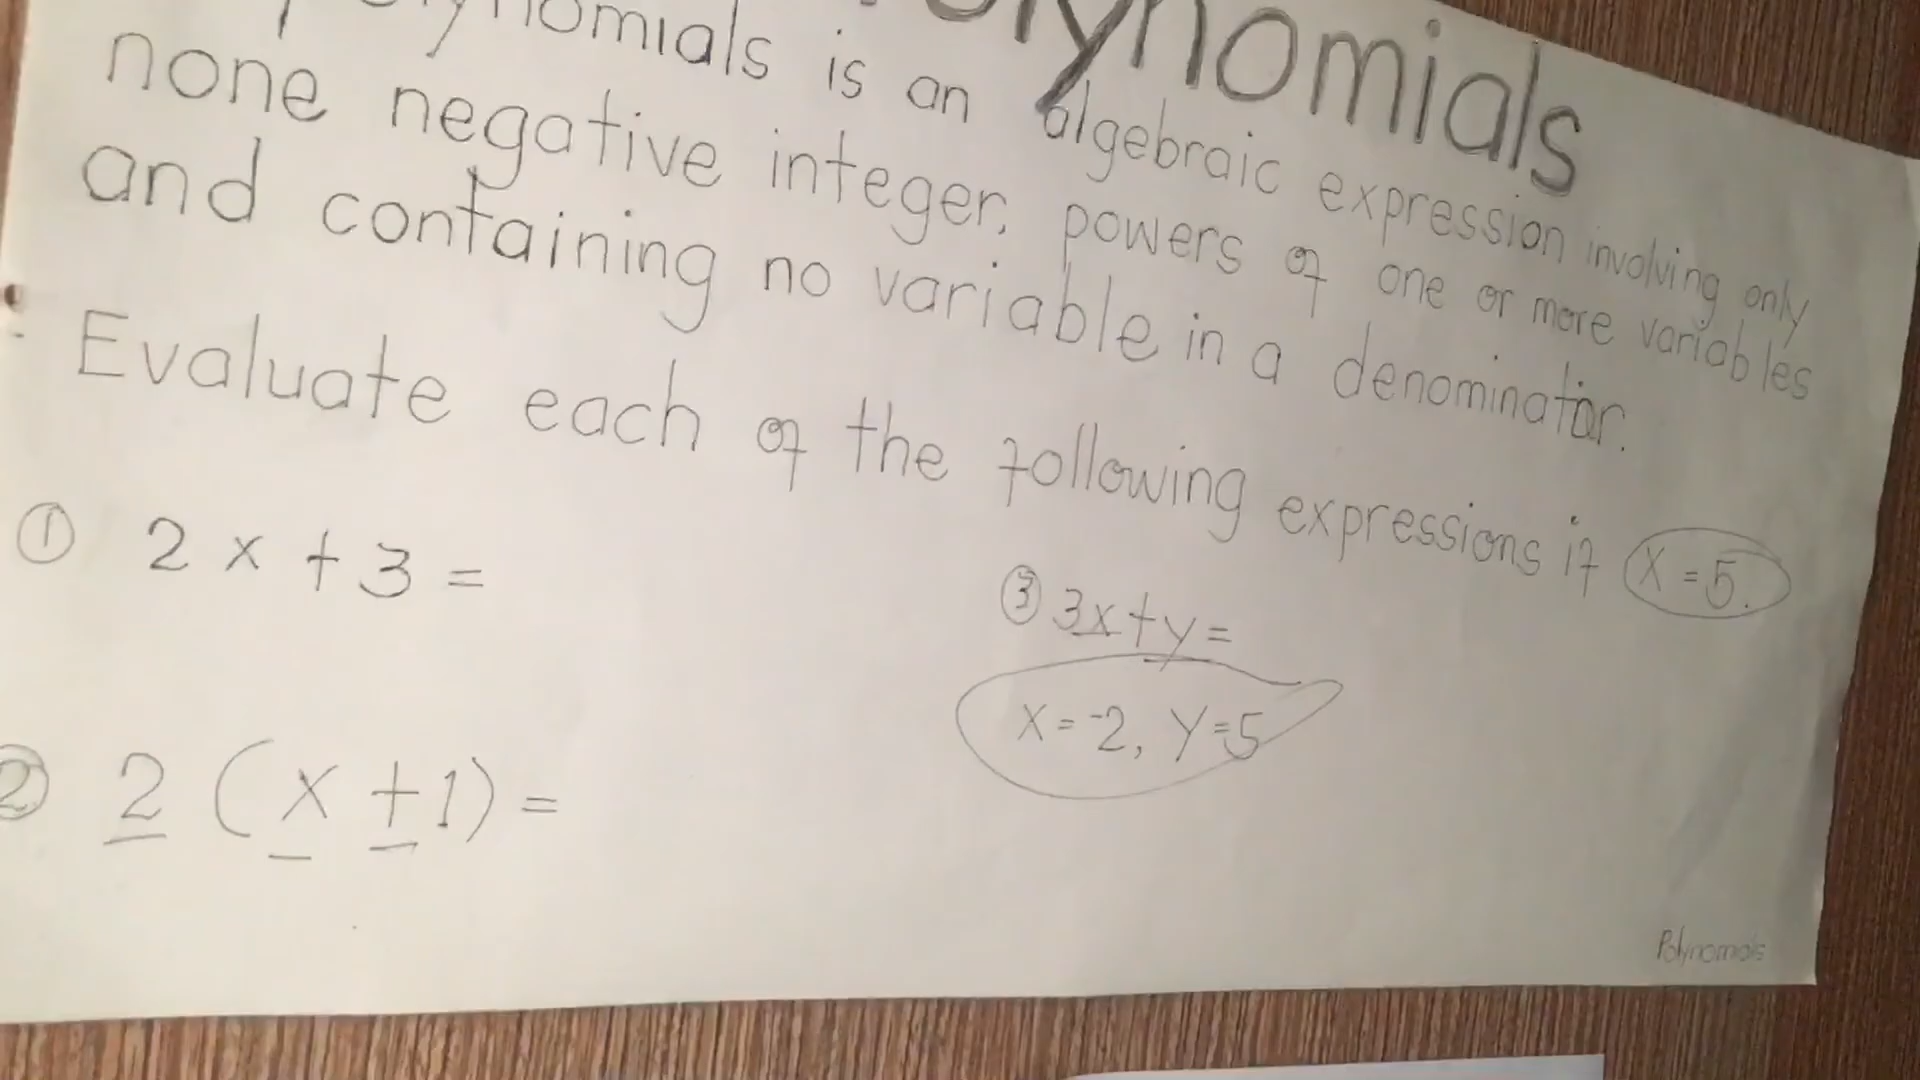 Polynomials
polynomials is an algebraic expression involving only
none negative integer, powers of one or more variables
and containing no variable in a denominator.
Evaluate each of the following expressions if x = 5.
① 2x + 3 =
③ 3x + y =
x = -2, y = 5
② 2 (x + 1) =
Polynomials